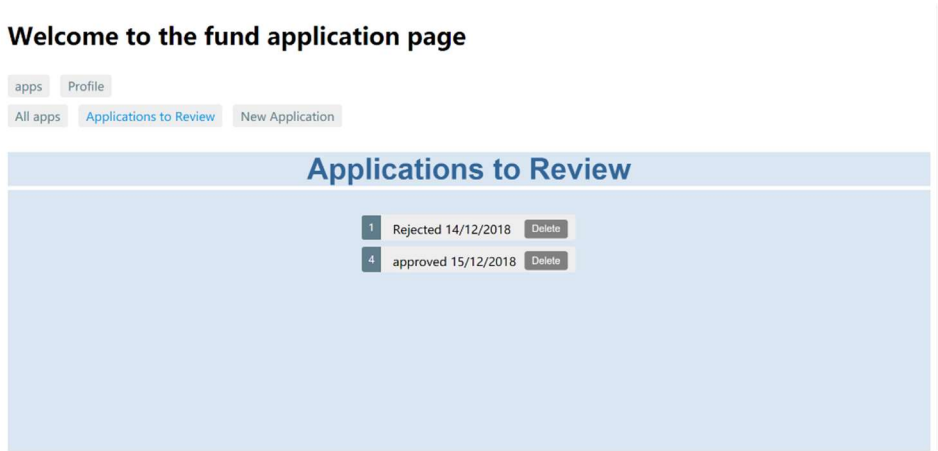 Welcome to the fund application page
apps Profile
All apps Applications to Review New Application
Applications to Review
1 Rejected 14/12/2018 Delete
4 approved 15/12/2018 Delete